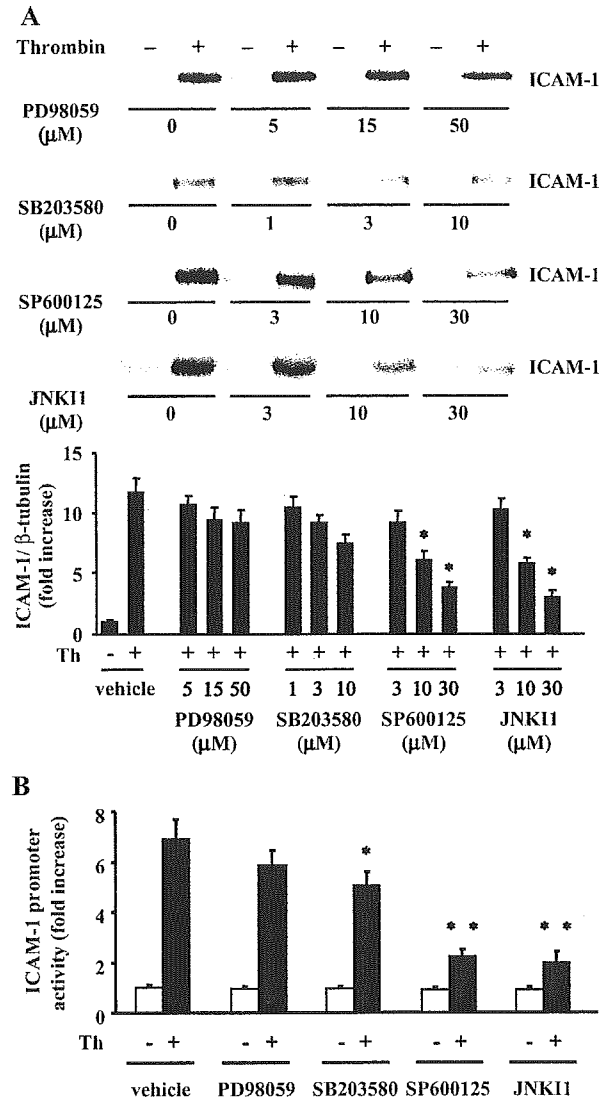 A
Thrombin – + – + – + – +
ICAM-1
PD98059
(μM)
0 5 15 50
ICAM-1
SB203580
(μM)
0 1 3 10
ICAM-1
SP600125
(μM)
0 3 10 30
ICAM-1
JNKI1
(μM)
0 3 10 30
ICAM-1/ β-tubulin
(fold increase)
15
10
5
0
* * * *
Th - + + + + + + + + + + + + +
vehicle 5 15 50 1 3 10 3 10 30 3 10 30
PD98059 SB203580 SP600125 JNKI1
(μM) (μM) (μM) (μM)
B
ICAM-1 promoter
activity (fold increase)
8
6
4
2
0
* * * * *
Th - + - + - + - + - +
vehicle PD98059 SB203580 SP600125 JNKI1